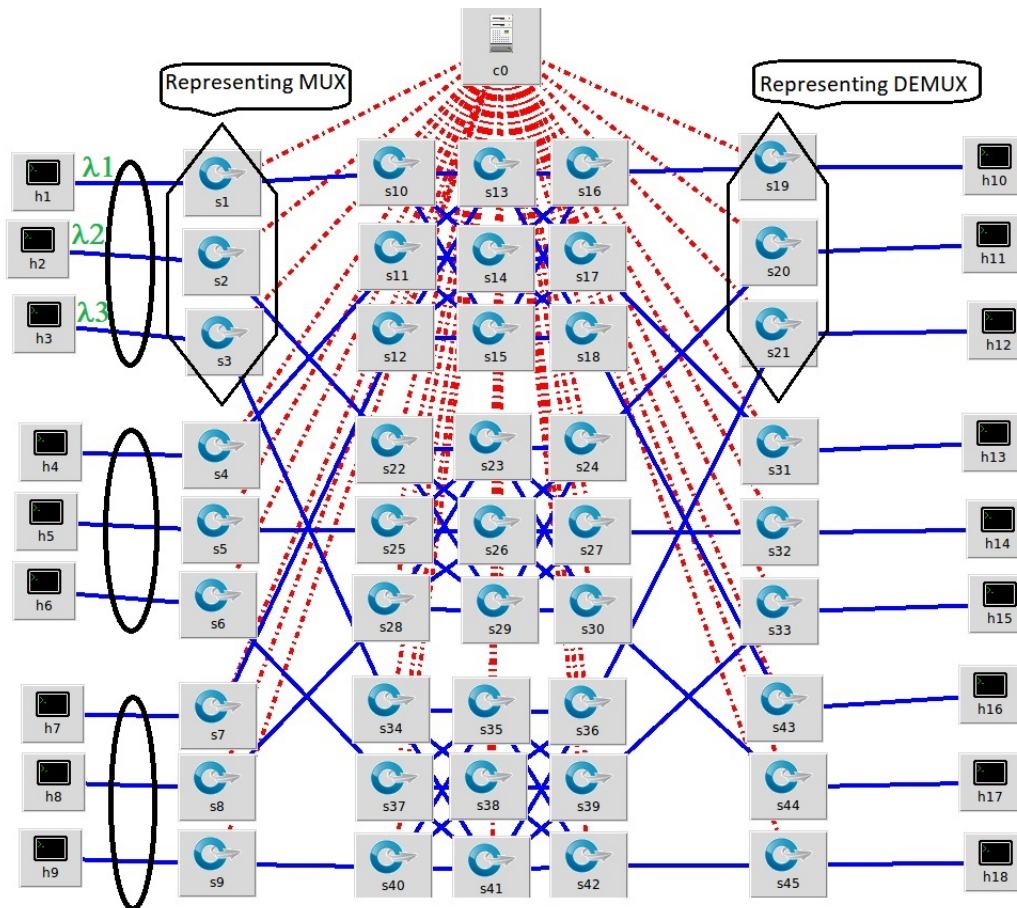 c0
Representing MUX
Representing DEMUX
λ1
h1
s1
s10
s13
s16
s19
h10
λ2
h2
s2
s11
s14
s17
s20
h11
λ3
h3
s3
s12
s15
s18
s21
h12
h4
s4
s22
s23
s24
s31
h13
h5
s5
s25
s26
s27
s32
h14
h6
s6
s28
s29
s30
s33
h15
h7
s7
s34
s35
s36
s43
h16
h8
s8
s37
s38
s39
s44
h17
h9
s9
s40
s41
s42
s45
h18